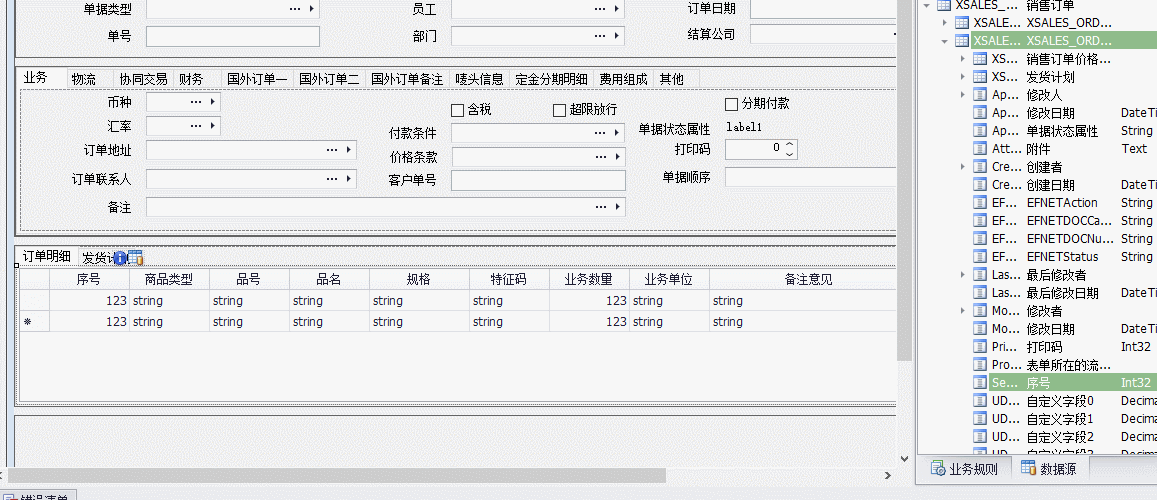 单据类型 员工 订单日期
单号 部门 结算公司
业务 物流 协同交易 财务 国外订单一 国外订单二 国外订单备注 唛头信息 定金分期明细 费用组成 其他
币种 含税 超限放行 分期付款
汇率 付款条件 单据状态属性 label1
订单地址 价格条款 打印码 0
订单联系人 客户单号 单据顺序
备注
订单明细 发货计
序号 商品类型 品号 品名 规格 特征码 业务数量 业务单位 备注意见
123 string string string string string 123 string string
* 123 string string string string string 123 string string
XSALES_... 销售订单
XSALE... XSALES_ORD...
XSALE... XSALES_ORD...
XS... 销售订单价格...
XS... 发货计划
Ap... 修改人
Ap... 修改日期 DateTi
Ap... 单据状态属性 String
Att... 附件 Text
Cre... 创建者
Cre... 创建日期 DateTi
EF... EFNETAction String
EF... EFNETDOCCa... String
EF... EFNETDOCNu... String
EF... EFNETStatus String
Las... 最后修改者
Las... 最后修改日期 DateTi
Mo... 修改者
Mo... 修改日期 DateTi
Pri... 打印码 Int32
Pro... 表单所在的流...
Se... 序号 Int32
UD... 自定义字段0 Decima
UD... 自定义字段1 Decima
UD... 自定义字段2 Decima
业务规则 数据源